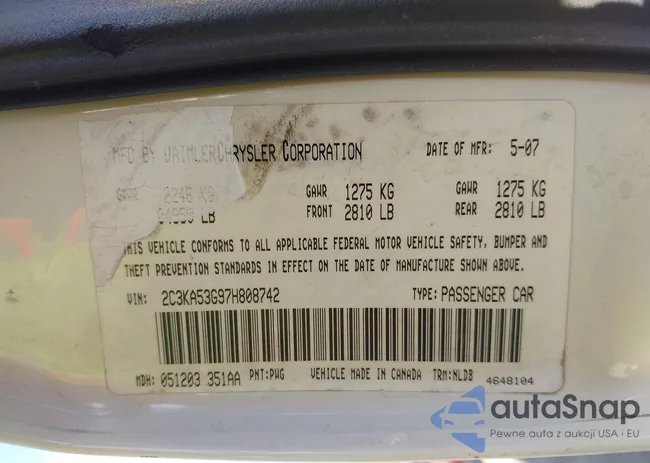 MFD BY DAIMLERCHRYSLER CORPORATION DATE OF MFR: 5-07
GVWR 2248 KG GAWR 1275 KG GAWR 1275 KG
LB FRONT 2810 LB REAR 2810 LB
THIS VEHICLE CONFORMS TO ALL APPLICABLE FEDERAL MOTOR VEHICLE SAFETY, BUMPER AND
THEFT PREVENTION STANDARDS IN EFFECT ON THE DATE OF MANUFACTURE SHOWN ABOVE.
VIN: 2C3KA53G97H808742 TYPE: PASSENGER CAR
MDH: 051203 351AA PNT:PWG VEHICLE MADE IN CANADA TRM:NLDB 4648104
autaSnap
Pewne auta z aukcji USA i EU